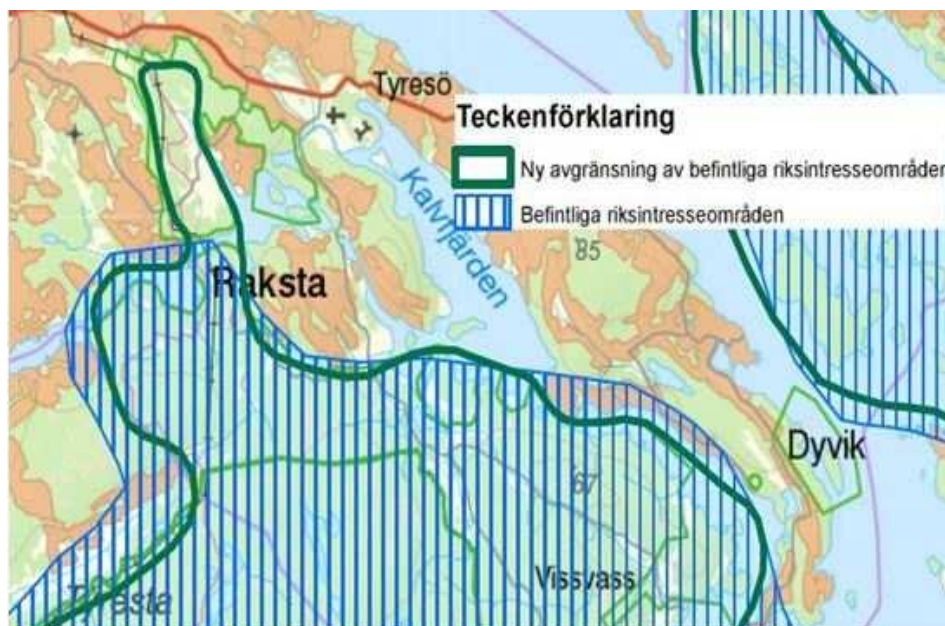 Tyresö
Teckenförklaring
Ny avgränsning av befintliga riksintresseområden
Befintliga riksintresseområden
Kalvfjärden
85
Raksta
Dyvik
67
Vissvass
Tyresta